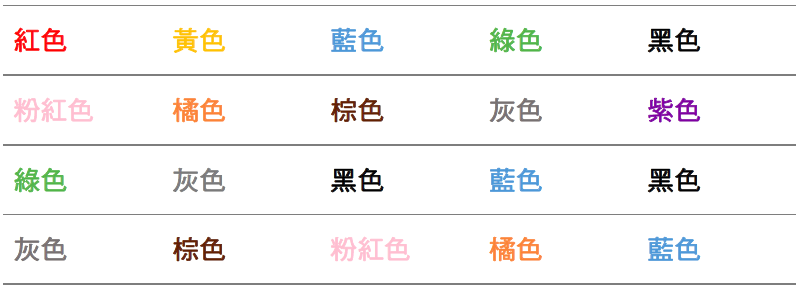 紅色 黃色 藍色 綠色 黑色
粉紅色 橘色 棕色 灰色 紫色
綠色 灰色 黑色 藍色 黑色
灰色 棕色 粉紅色 橘色 藍色